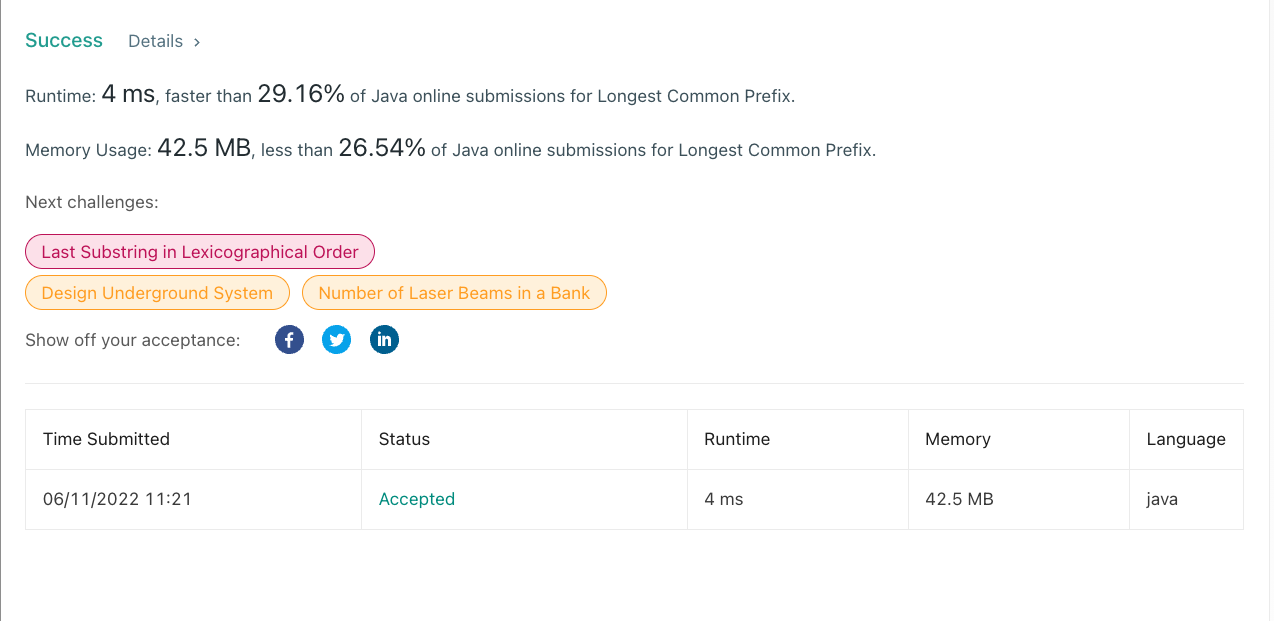 Success Details >
Runtime: 4 ms, faster than 29.16% of Java online submissions for Longest Common Prefix.
Memory Usage: 42.5 MB, less than 26.54% of Java online submissions for Longest Common Prefix.
Next challenges:
Last Substring in Lexicographical Order
Design Underground System Number of Laser Beams in a Bank
Show off your acceptance: f in
Time Submitted Status Runtime Memory Language
06/11/2022 11:21 Accepted 4 ms 42.5 MB java